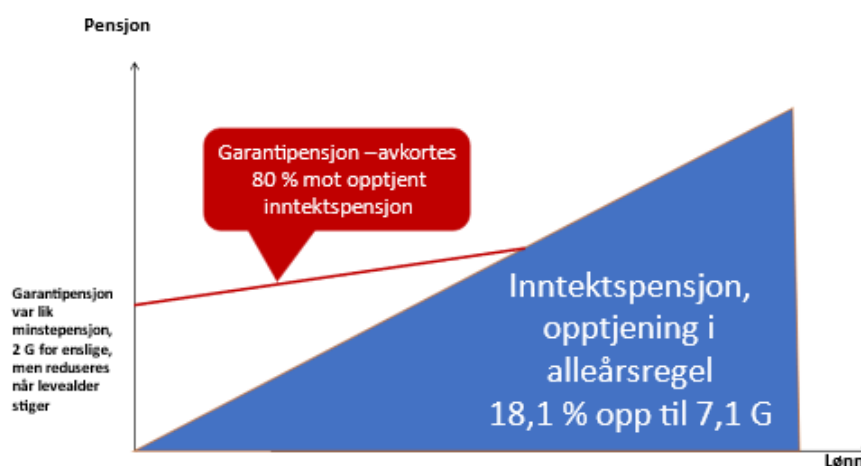 Pensjon
Garantipensjon –avkortes
80 % mot opptjent
inntektspensjon
Garantipensjon
var lik
minstepensjon,
2 G for enslige,
men reduseres
når levealder
stiger
Inntektspensjon,
opptjening i
alleårsregel
18,1 % opp til 7,1 G
Lønn